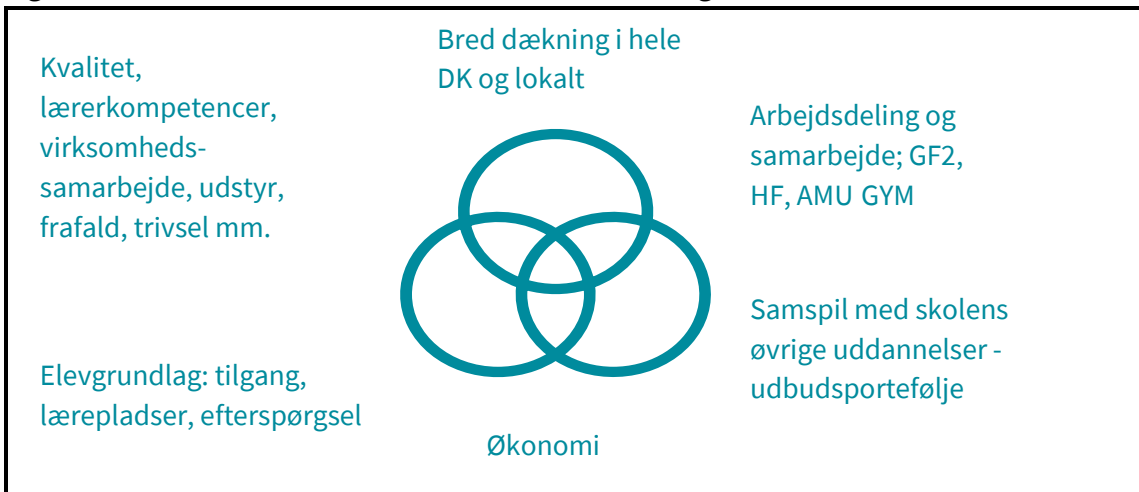 Bred dækning i hele
DK og lokalt
Kvalitet,
lærerkompetencer,
virksomheds-
samarbejde, udstyr,
frafald, trivsel mm.
Arbejdsdeling og
samarbejde; GF2,
HF, AMU GYM
Samspil med skolens
øvrige uddannelser -
udbudsportefølje
Elevgrundlag: tilgang,
lærepladser, efterspørgsel
Økonomi